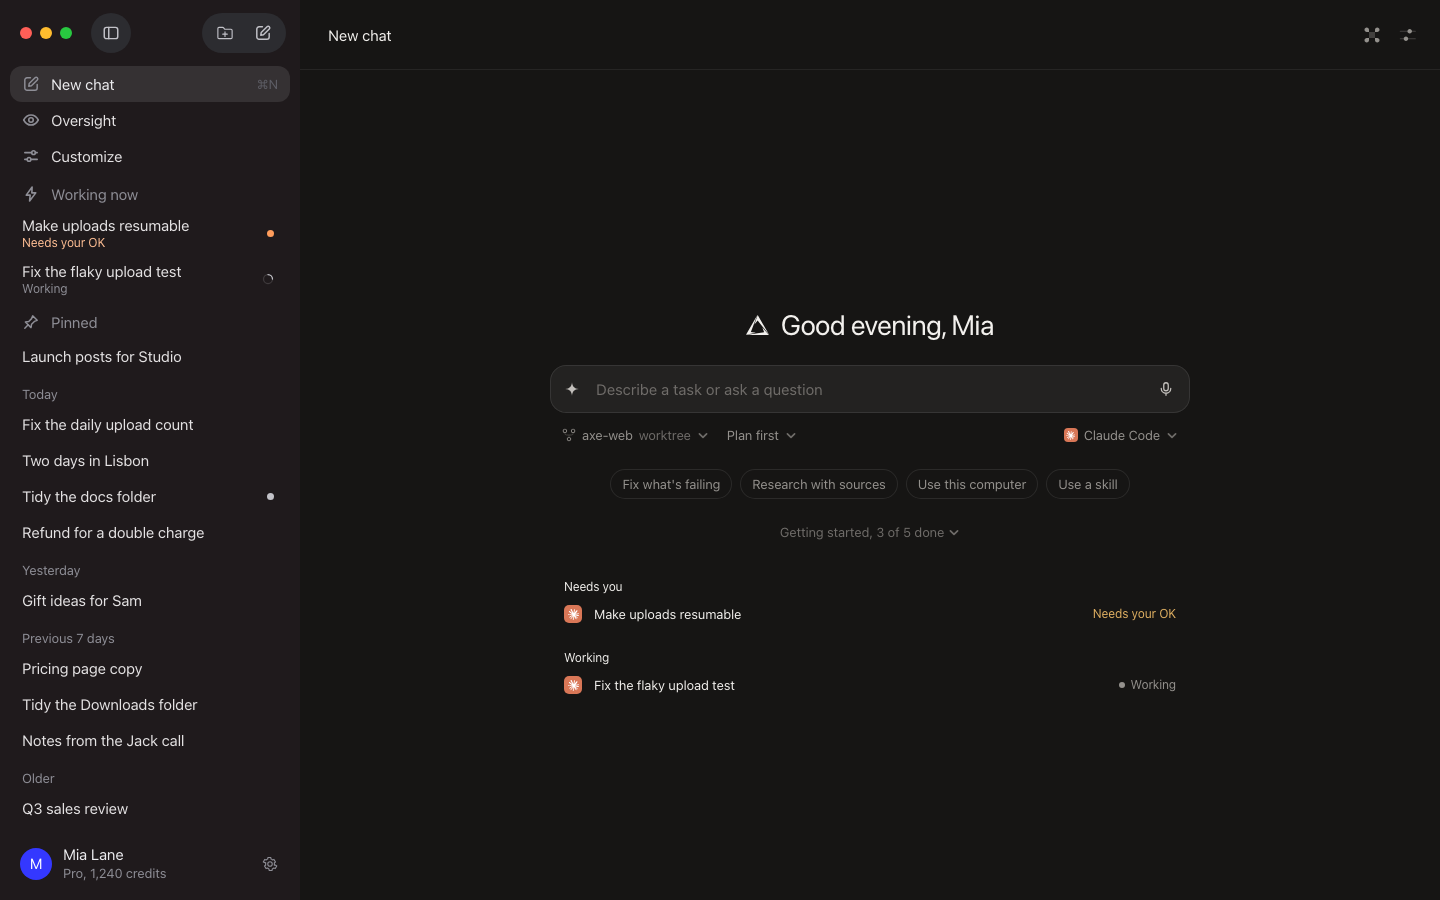 New chat
⌘N
Oversight
Customize
Working now
Make uploads resumable
Needs your OK
Fix the flaky upload test
Working
Pinned
Launch posts for Studio
Today
Fix the daily upload count
Two days in Lisbon
Tidy the docs folder
Refund for a double charge
Yesterday
Gift ideas for Sam
Previous 7 days
Pricing page copy
Tidy the Downloads folder
Notes from the Jack call
Older
Q3 sales review
M
Mia Lane
Pro, 1,240 credits
New chat
Good evening, Mia
Describe a task or ask a question
axe-web worktree Plan first Claude Code
Fix what's failing Research with sources Use this computer Use a skill
Getting started, 3 of 5 done
Needs you
Make uploads resumable Needs your OK
Working
Fix the flaky upload test Working